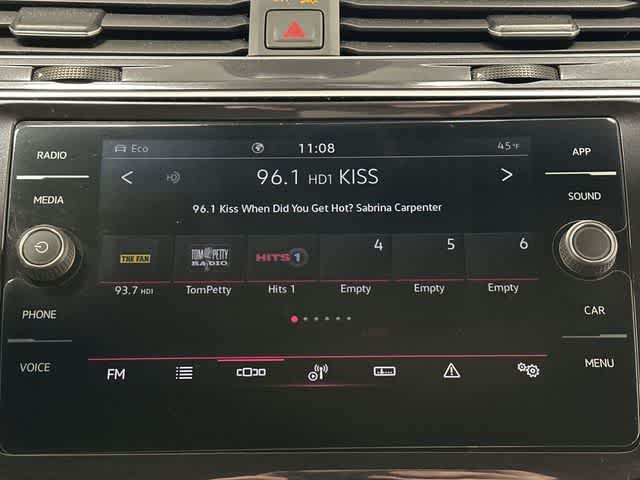 RADIO
MEDIA
PHONE
VOICE
Eco
11:08
45°F
96.1 HD1 KISS
96.1 Kiss When Did You Get Hot? Sabrina Carpenter
THE FAN
TOM PETTY
RADIO
HITS 1
4
5
6
93.7 HD1
TomPetty
Hits 1
Empty
Empty
Empty
FM
APP
SOUND
CAR
MENU